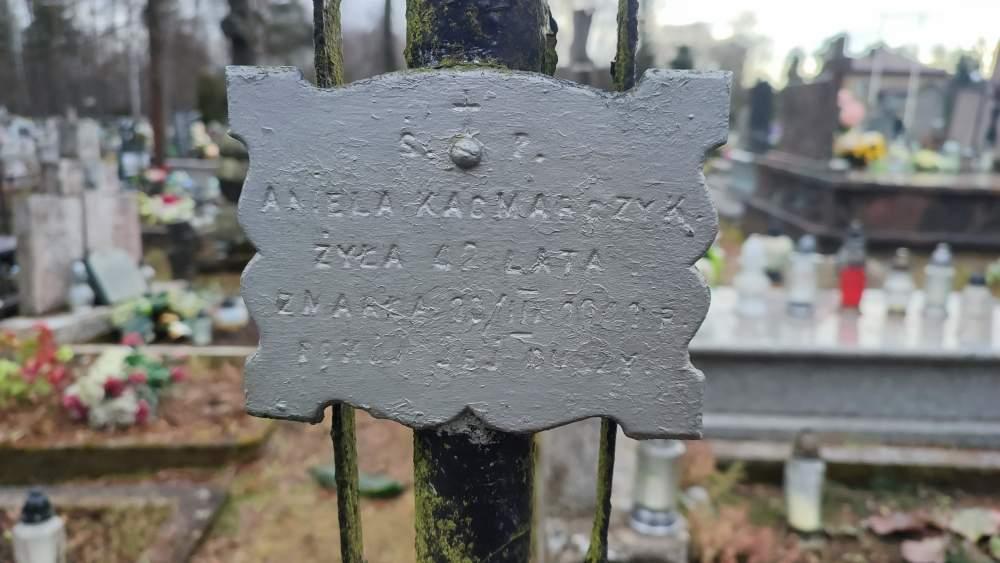 Ś. P.
ANIELA KACMARCZYK.
ŻYŁA 42 LATA
ZMARŁA
POKÓJ JEJ DUSZY